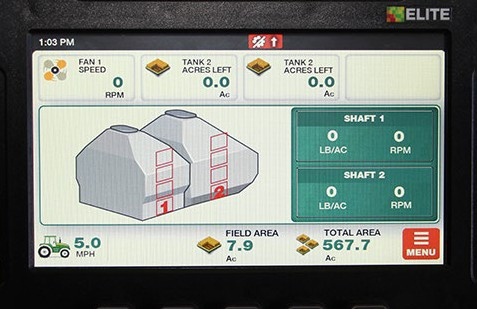 ELITE
1:03 PM
FAN 1
SPEED
0
RPM
TANK 2
ACRES LEFT
0.0
Ac
TANK 2
ACRES LEFT
0.0
Ac
1
2
SHAFT 1
0 0
LB/AC RPM
SHAFT 2
0 0
LB/AC RPM
5.0
MPH
FIELD AREA
7.9
Ac
TOTAL AREA
567.7
Ac
MENU